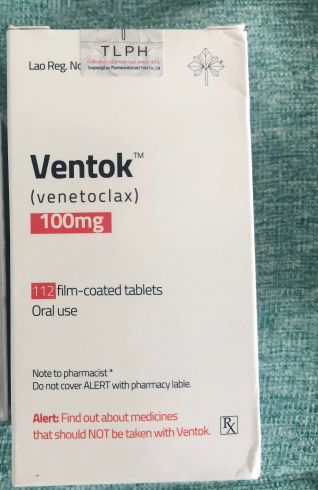 TLPH
Lao Reg. No
Ventok™
(venetoclax)
100mg
112 film-coated tablets
Oral use
Note to pharmacist *
Do not cover ALERT with pharmacy lable.
Alert: Find out about medicines
that should NOT be taken with Ventok.
Rx